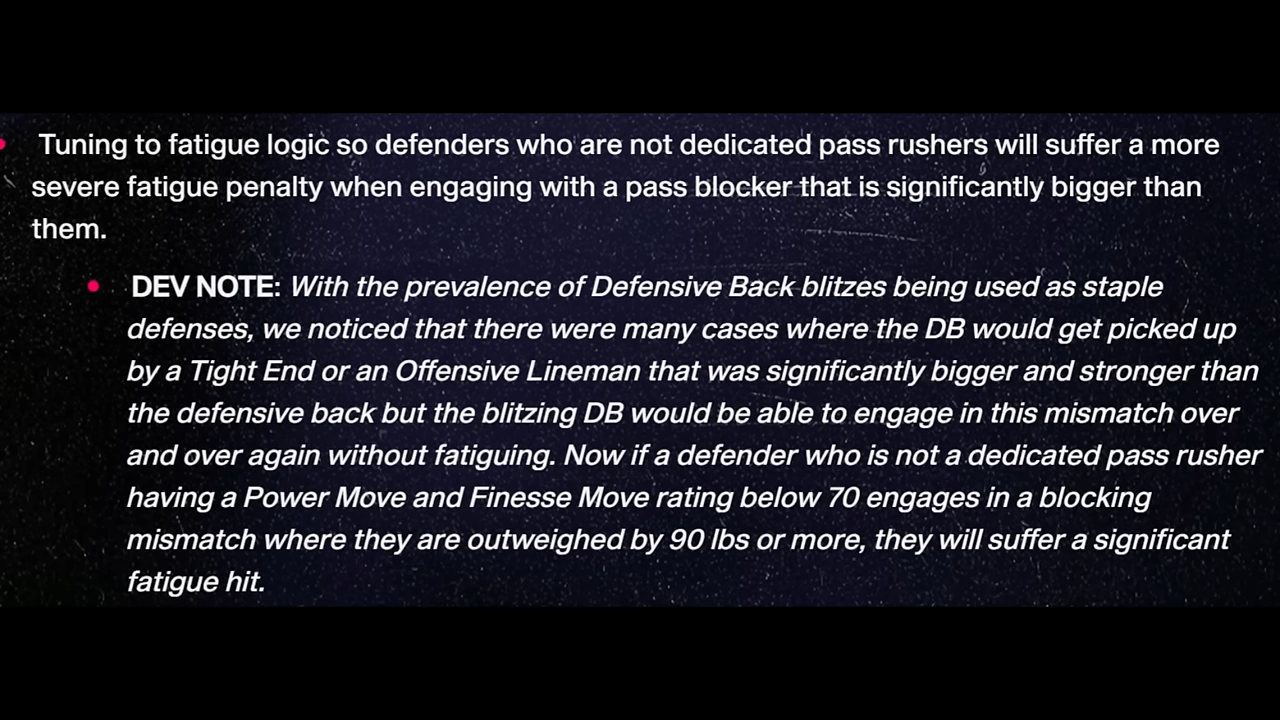 Tuning to fatigue logic so defenders who are not dedicated pass rushers will suffer a more
severe fatigue penalty when engaging with a pass blocker that is significantly bigger than
them.
DEV NOTE: With the prevalence of Defensive Back blitzes being used as staple
defenses, we noticed that there were many cases where the DB would get picked up
by a Tight End or an Offensive Lineman that was significantly bigger and stronger than
the defensive back but the blitzing DB would be able to engage in this mismatch over
and over again without fatiguing. Now if a defender who is not a dedicated pass rusher
having a Power Move and Finesse Move rating below 70 engages in a blocking
mismatch where they are outweighed by 90 lbs or more, they will suffer a significant
fatigue hit.